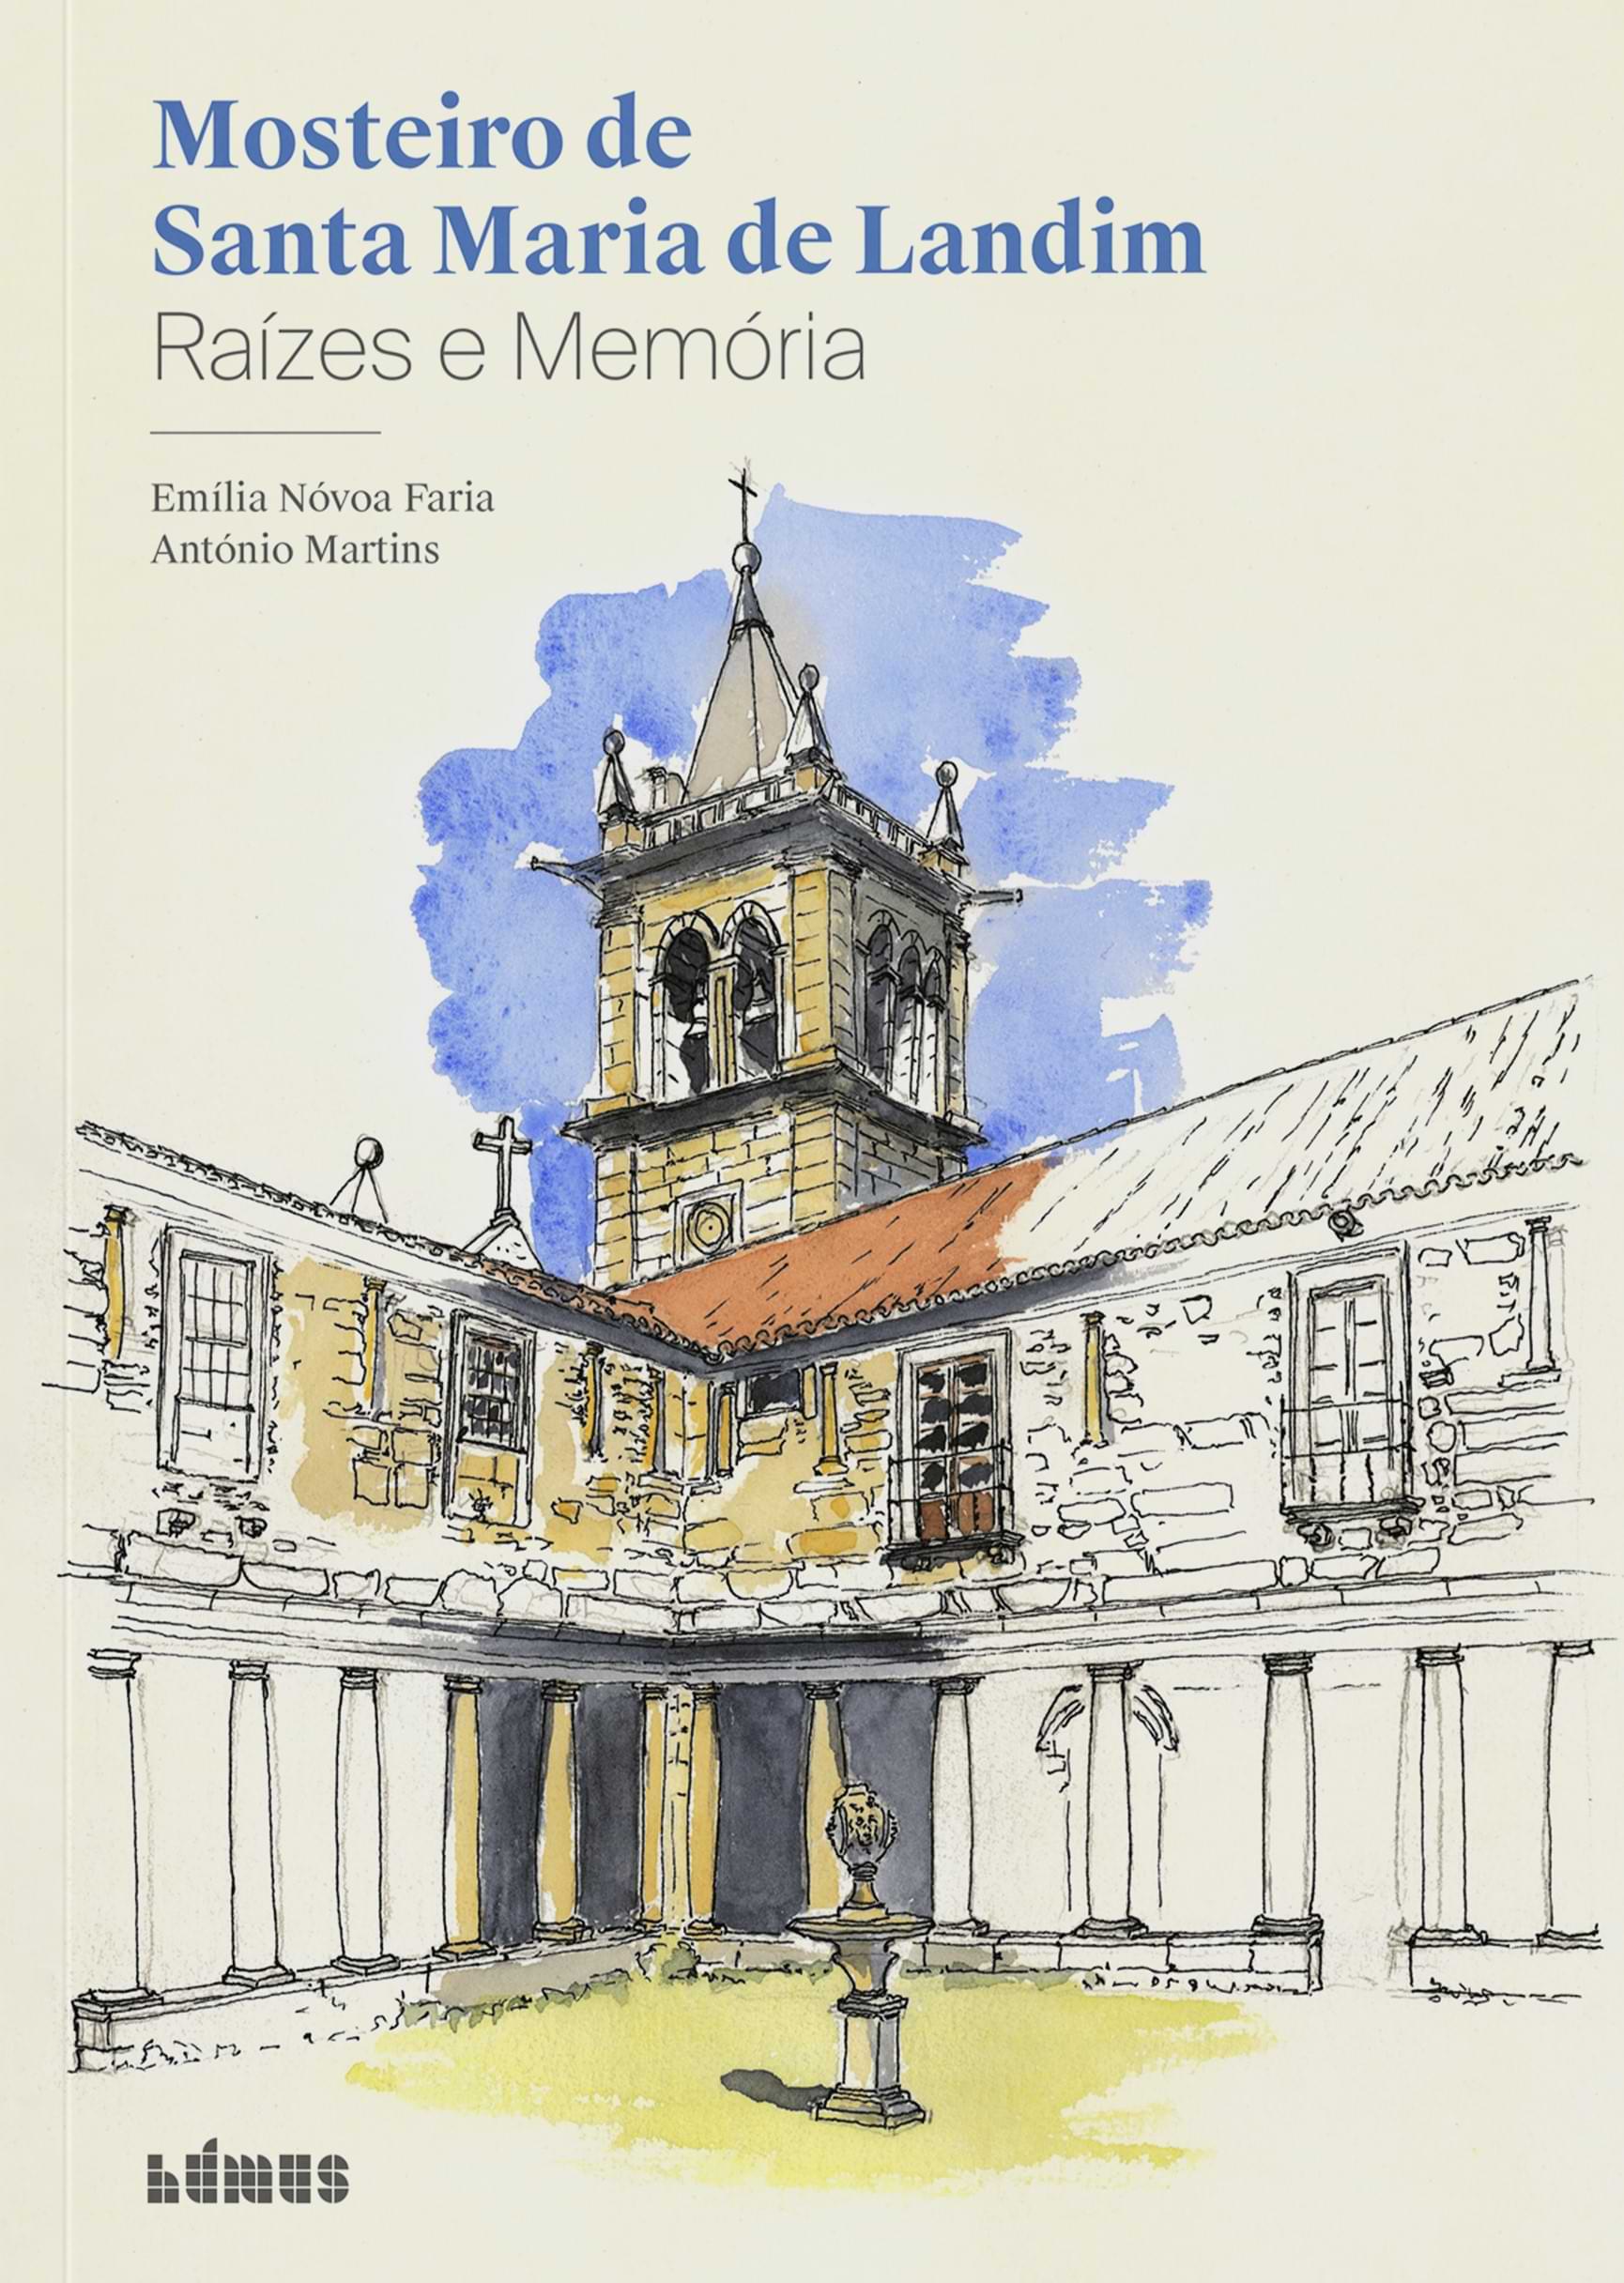 Mosteiro de
Santa Maria de Landim
Raízes e Memória
Emília Nóvoa Faria
António Martins
húmus